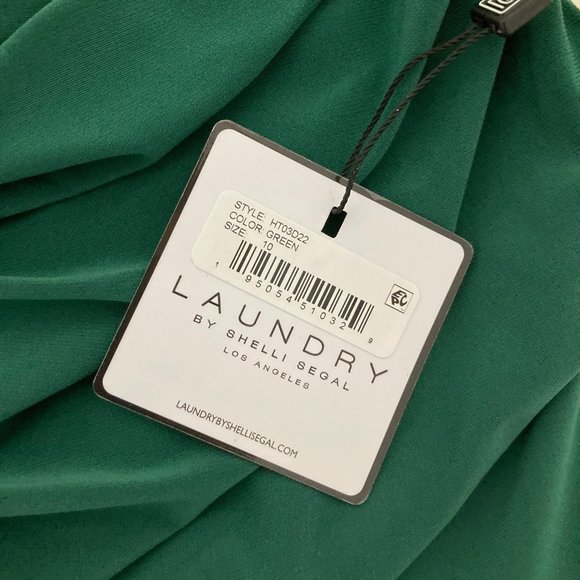 STYLE: HT03D22
COLOR: GREEN
SIZE: 10
1 95054 51032 9
LAUNDRY
BY SHELLI SEGAL
LOS ANGELES
LAUNDRYBYSHELLISEGAL.COM